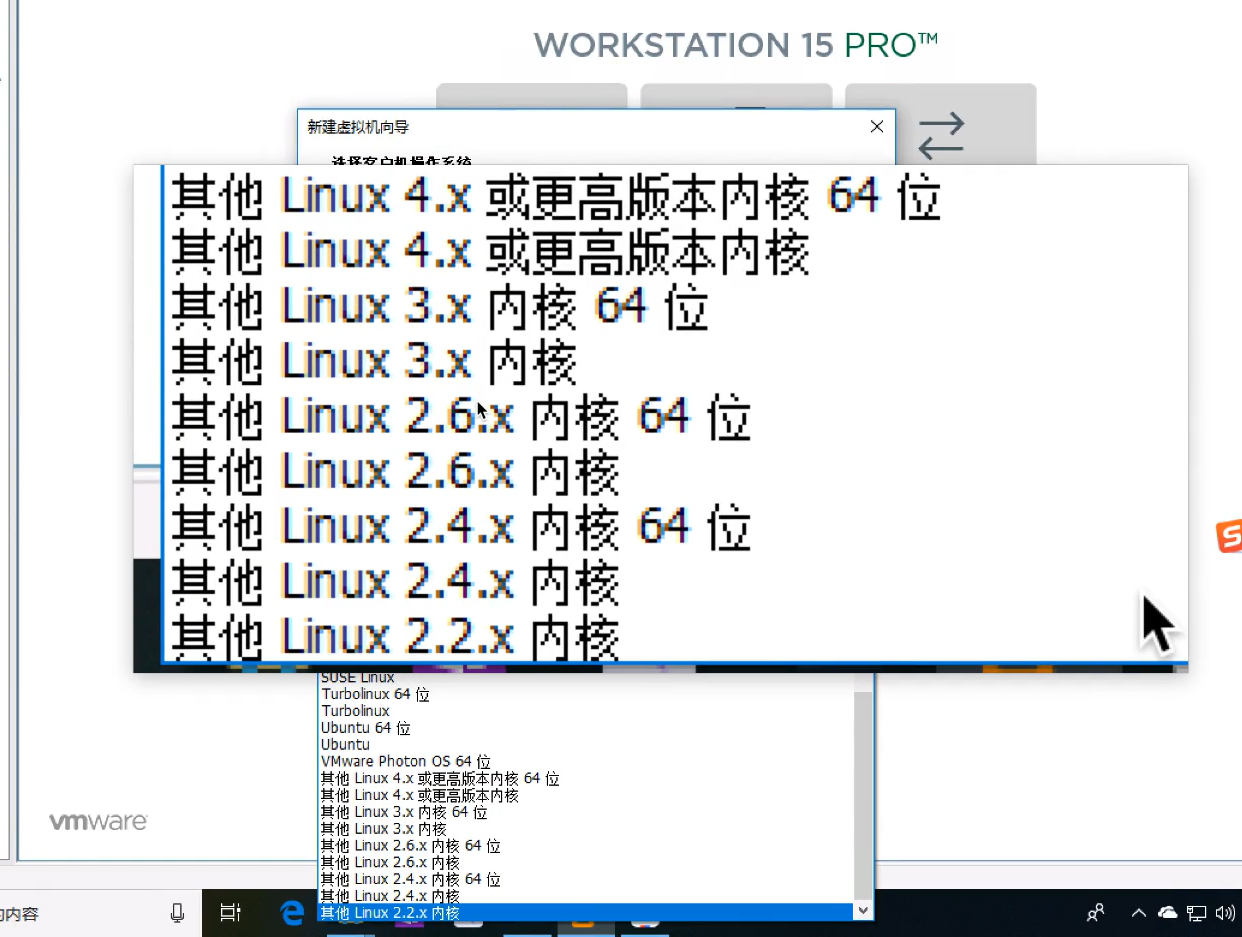 WORKSTATION 15 PRO™
新建虚拟机向导
选择客户机操作系统
其他 Linux 4.x 或更高版本内核 64 位
其他 Linux 4.x 或更高版本内核
其他 Linux 3.x 内核 64 位
其他 Linux 3.x 内核
其他 Linux 2.6.x 内核 64 位
其他 Linux 2.6.x 内核
其他 Linux 2.4.x 内核 64 位
其他 Linux 2.4.x 内核
其他 Linux 2.2.x 内核
SUSE Linux
Turbolinux 64 位
Turbolinux
Ubuntu 64 位
Ubuntu
VMware Photon OS 64 位
其他 Linux 4.x 或更高版本内核 64 位
其他 Linux 4.x 或更高版本内核
其他 Linux 3.x 内核 64 位
其他 Linux 3.x 内核
其他 Linux 2.6.x 内核 64 位
其他 Linux 2.6.x 内核
其他 Linux 2.4.x 内核 64 位
其他 Linux 2.4.x 内核
其他 Linux 2.2.x 内核
vmware
的内容